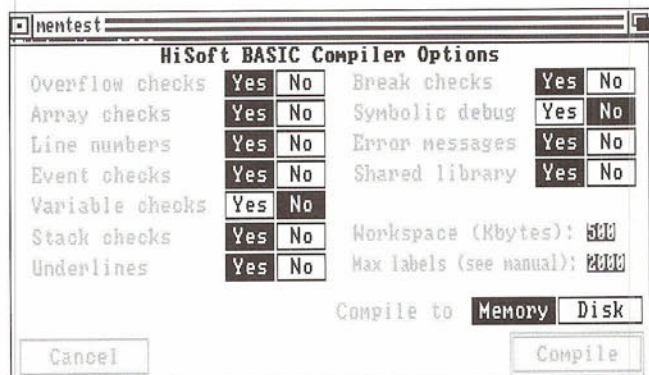 memtest
HiSoft BASIC Compiler Options
Overflow checks Yes No Break checks Yes No
Array checks Yes No Symbolic debug Yes No
Line numbers Yes No Error messages Yes No
Event checks Yes No Shared library Yes No
Variable checks Yes No
Stack checks Yes No Workspace (Kbytes): 500
Underlines Yes No Max labels (see manual): 2000
Compile to Memory Disk
Cancel Compile